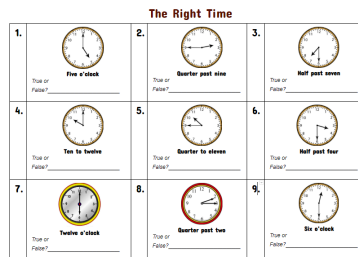 The Right Time
1.
Five o'clock
True or
False?
2.
Quarter past nine
True or
False?
3.
Half past seven
True or
False?
4.
Ten to twelve
True or
False?
5.
Quarter to eleven
True or
False?
6.
Half past four
True or
False?
7.
Twelve o'clock
True or
False?
8.
Quarter past two
True or
False?
9.
Six o'clock
True or
False?